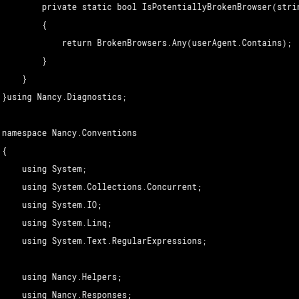 private static bool IsPotentiallyBrokenBrowser(
{
return BrokenBrowsers.Any(userAgent.Contains);
}
}
}using Nancy.Diagnostics;
namespace Nancy.Conventions
{
using System;
using System.Collections.Concurrent;
using System.IO;
using System.Linq;
using System.Text.RegularExpressions;
using Nancy.Helpers;
using Nancy.Responses;